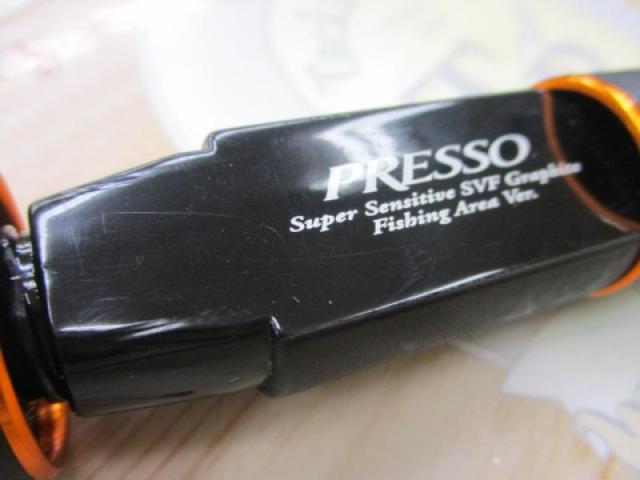 PRESSO
Super Sensitive SVF Graphite
Fishing Area Ver.